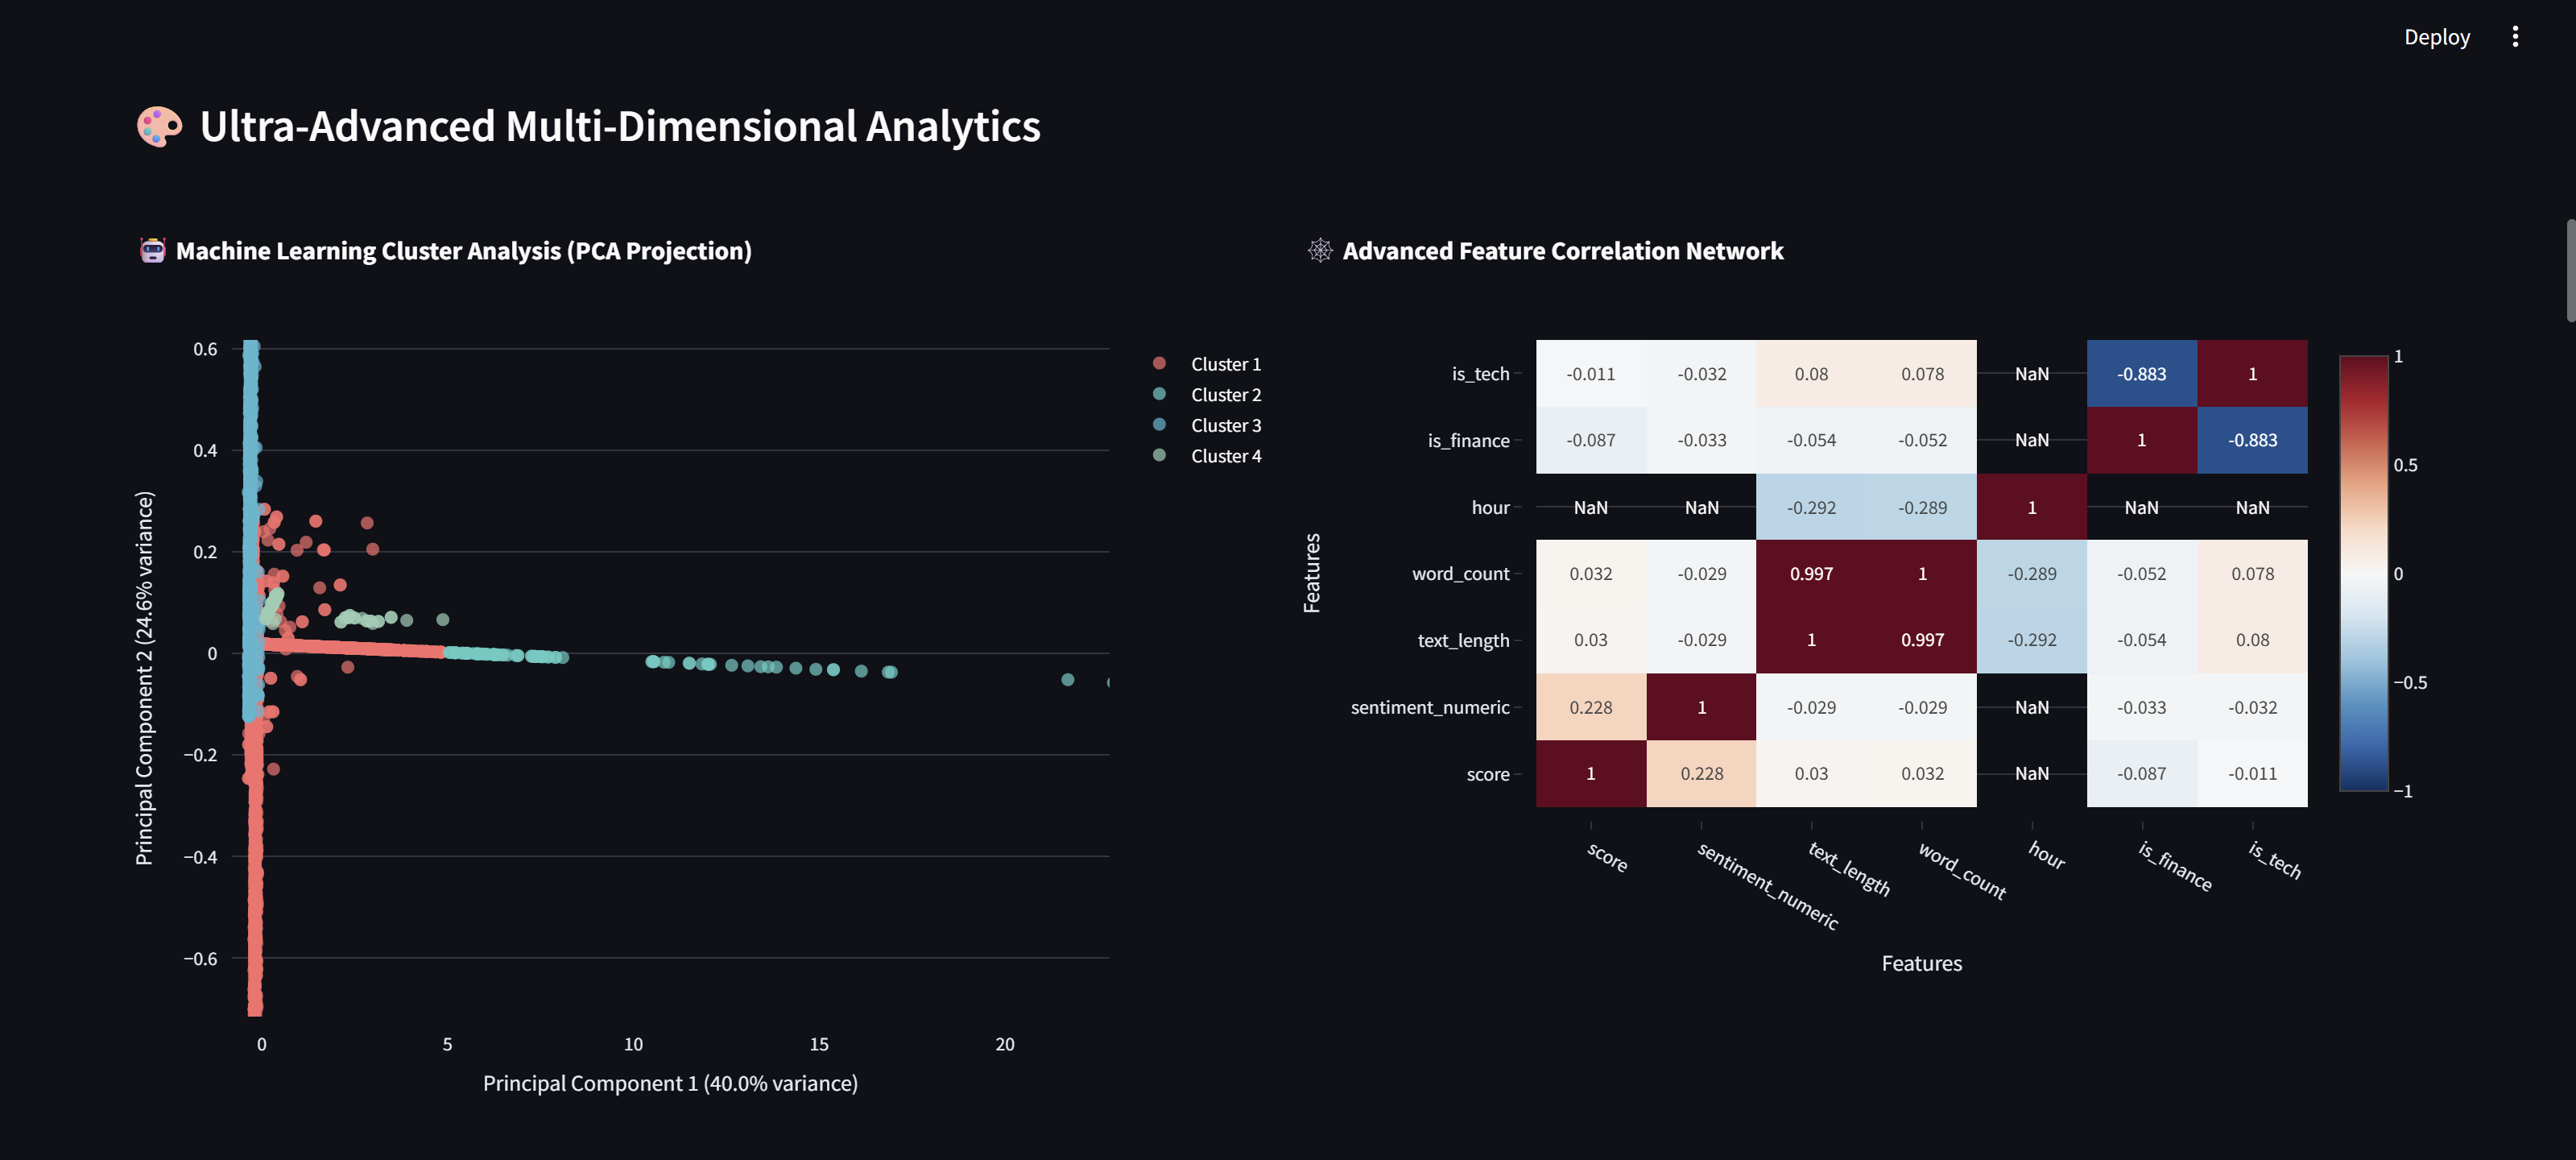 Deploy
Ultra-Advanced Multi-Dimensional Analytics
Machine Learning Cluster Analysis (PCA Projection)
Principal Component 2 (24.6% variance)
0.6
0.4
0.2
0
−0.2
−0.4
−0.6
0 5 10 15 20
Principal Component 1 (40.0% variance)
Cluster 1
Cluster 2
Cluster 3
Cluster 4
Advanced Feature Correlation Network
Features
is_tech -0.011 -0.032 0.08 0.078 NaN -0.883 1
is_finance -0.087 -0.033 -0.054 -0.052 NaN 1 -0.883
hour NaN NaN -0.292 -0.289 1 NaN NaN
word_count 0.032 -0.029 0.997 1 -0.289 -0.052 0.078
text_length 0.03 -0.029 1 0.997 -0.292 -0.054 0.08
sentiment_numeric 0.228 1 -0.029 -0.029 NaN -0.033 -0.032
score 1 0.228 0.03 0.032 NaN -0.087 -0.011
score sentiment_numeric text_length word_count hour is_finance is_tech
Features
1
0.5
0
−0.5
−1